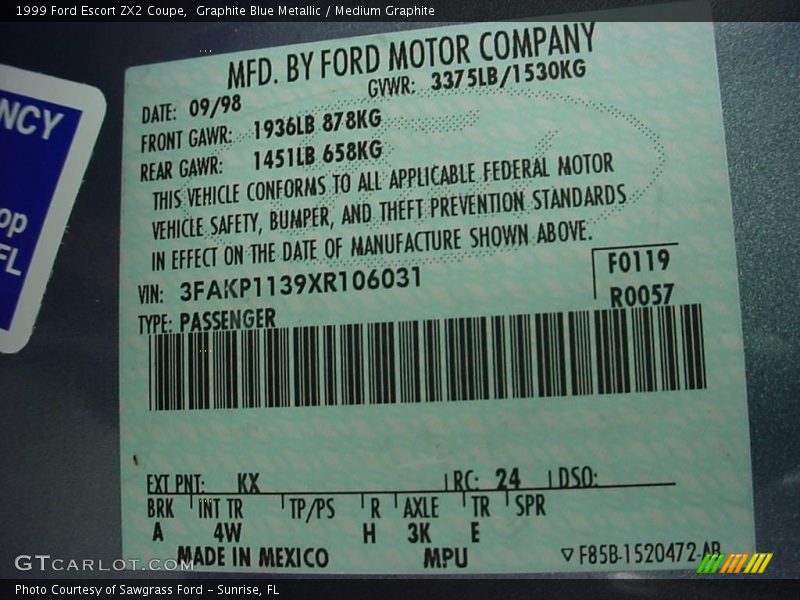 1999 Ford Escort ZX2 Coupe,  Graphite Blue Metallic / Medium Graphite
MFD. BY FORD MOTOR COMPANY
DATE: 09/98 GVWR: 3375LB/1530KG
FRONT GAWR: 1936LB 878KG
REAR GAWR: 1451LB 658KG
THIS VEHICLE CONFORMS TO ALL APPLICABLE FEDERAL MOTOR
VEHICLE SAFETY, BUMPER, AND THEFT PREVENTION STANDARDS
IN EFFECT ON THE DATE OF MANUFACTURE SHOWN ABOVE.
VIN: 3FAKP1139XR106031
F0119
R0057
TYPE: PASSENGER
EXT PNT: KX RC: 24 DSO:
BRK INT TR TP/PS R AXLE TR SPR
A 4W H 3K E
MADE IN MEXICO MPU ▽F85B-1520472-AB
NCY
op
FL
GTCARLOT.COM
Photo Courtesy of Sawgrass Ford - Sunrise, FL